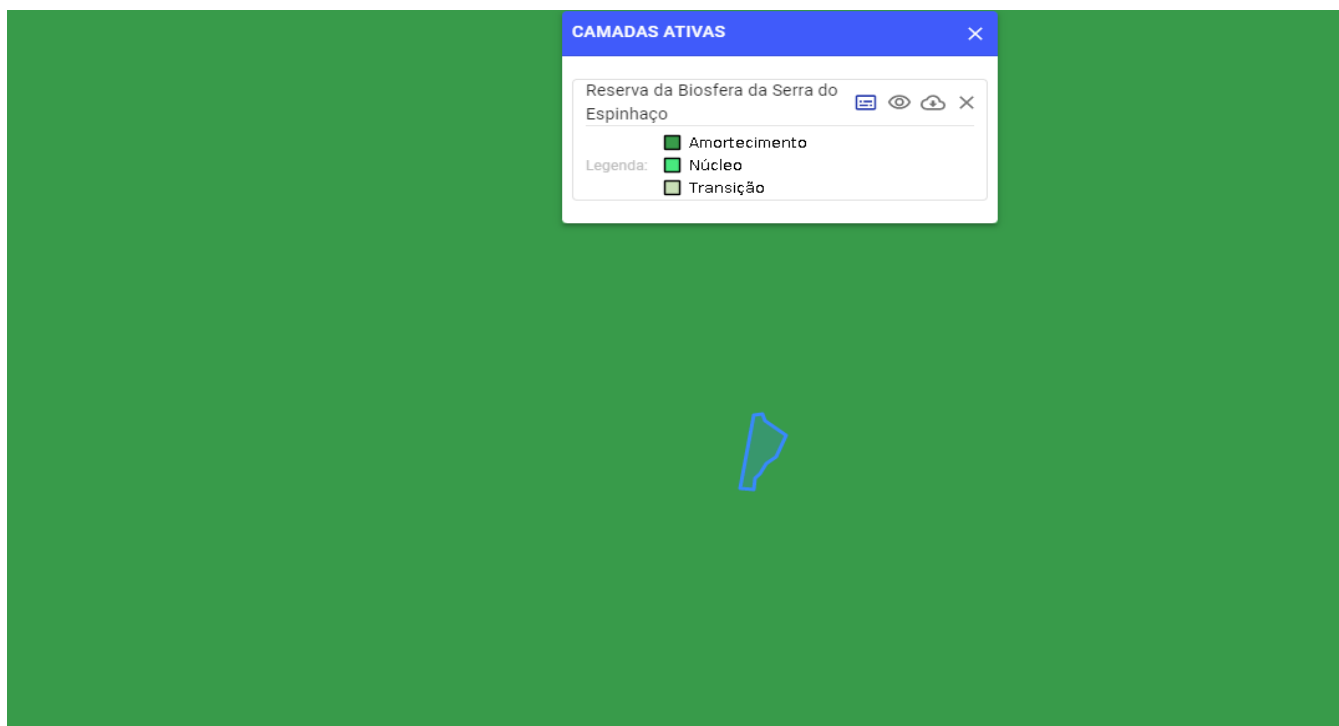 CAMADAS ATIVAS
Reserva da Biosfera da Serra do
Espinhaço
Legenda:
Amortecimento
Núcleo
Transição